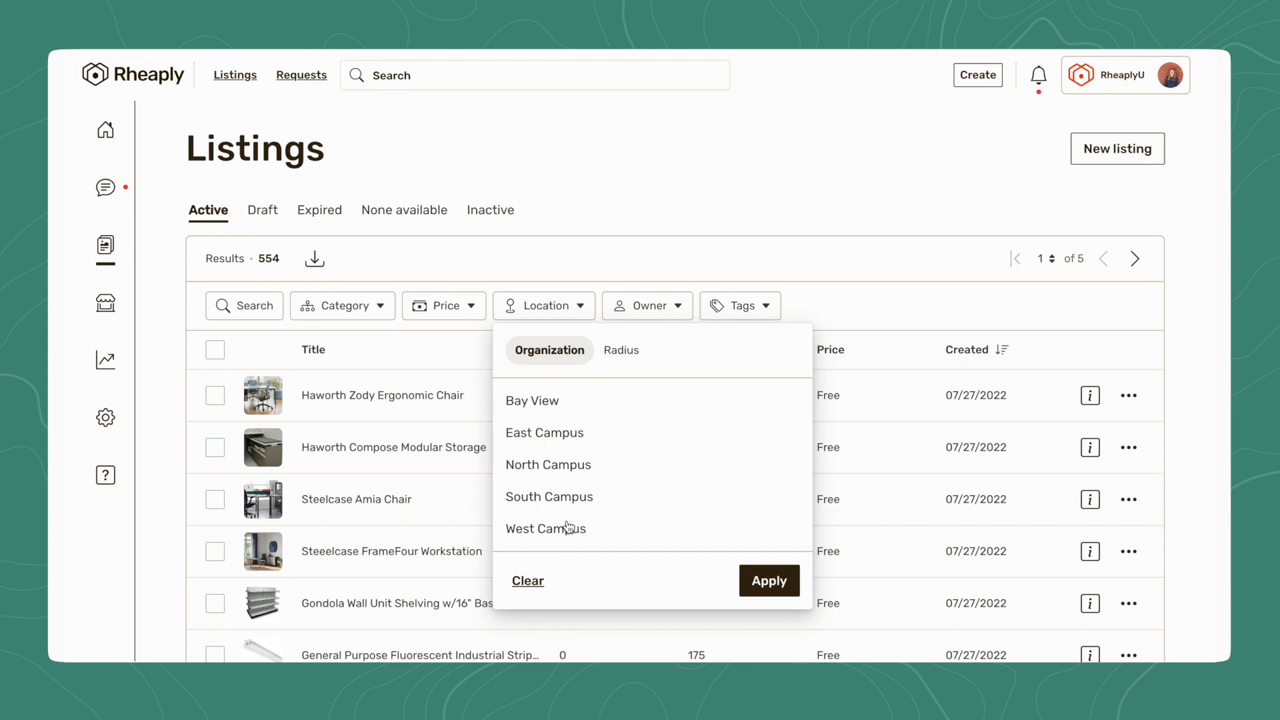 Rheaply Listings Requests Search Create RheaplyU
Listings New listing
Active Draft Expired None available Inactive
Results · 554 1 of 5
Search Category Price Location Owner Tags
Title Price Created
Organization Radius
Haworth Zody Ergonomic Chair Free 07/27/2022
Bay View
East Campus
Haworth Compose Modular Storage Free 07/27/2022
North Campus
South Campus
Steelcase Amia Chair Free 07/27/2022
West Campus
Steeelcase FrameFour Workstation Free 07/27/2022
Clear Apply
Gondola Wall Unit Shelving w/16" Bas Free 07/27/2022
General Purpose Fluorescent Industrial Strip... 0 175 Free 07/27/2022